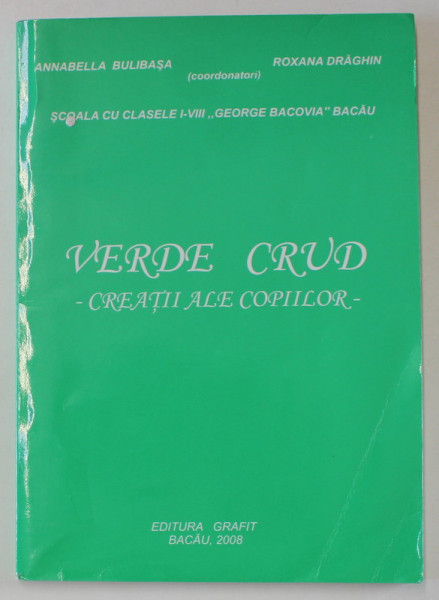 ANNABELLA BULIBAŞA ROXANA DRĂGHIN
(coordonatori)
ŞCOALA CU CLASELE I-VIII ,,GEORGE BACOVIA" BACĂU
VERDE CRUD
- CREAŢII ALE COPIILOR -
EDITURA GRAFIT
BACĂU, 2008